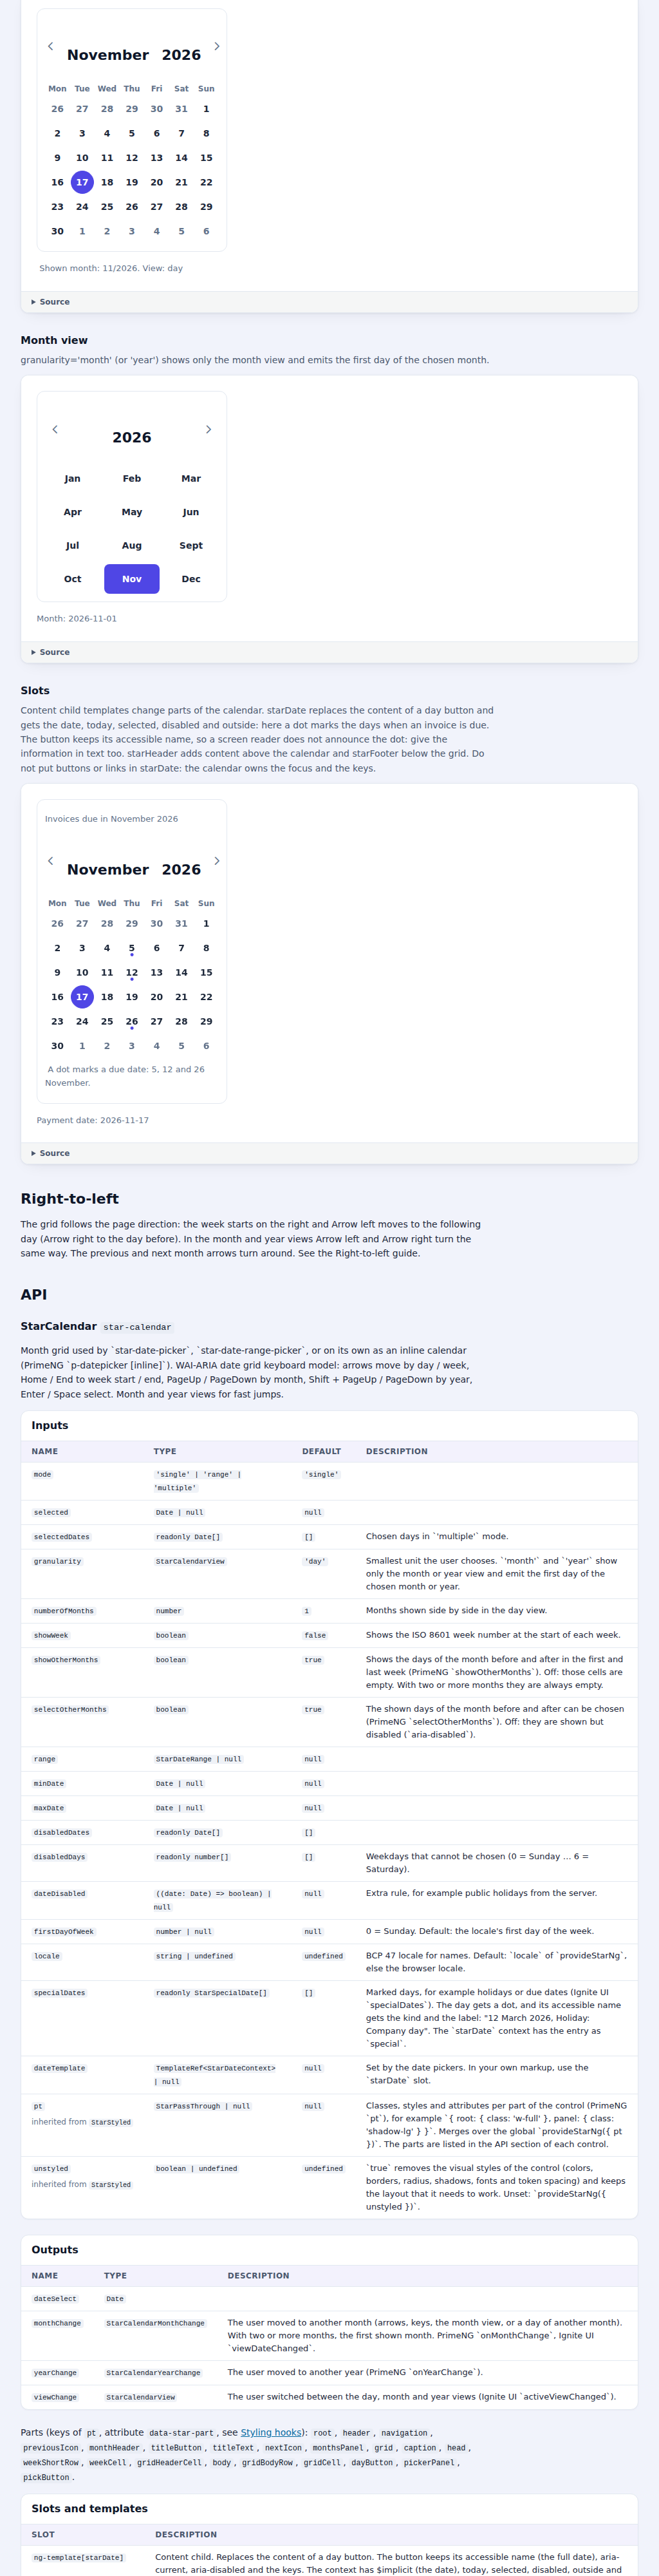 November 2026
Mon Tue Wed Thu Fri Sat Sun
26 27 28 29 30 31 1
2 3 4 5 6 7 8
9 10 11 12 13 14 15
16 17 18 19 20 21 22
23 24 25 26 27 28 29
30 1 2 3 4 5 6
Shown month: 11/2026. View: day
Source
Month view
granularity='month' (or 'year') shows only the month view and emits the first day of the chosen month.
2026
Jan Feb Mar
Apr May Jun
Jul Aug Sept
Oct Nov Dec
Month: 2026-11-01
Source
Slots
Content child templates change parts of the calendar. starDate replaces the content of a day button and
gets the date, today, selected, disabled and outside: here a dot marks the days when an invoice is due.
The button keeps its accessible name, so a screen reader does not announce the dot: give the
information in text too. starHeader adds content above the calendar and starFooter below the grid. Do
not put buttons or links in starDate: the calendar owns the focus and the keys.
Invoices due in November 2026
November 2026
Mon Tue Wed Thu Fri Sat Sun
26 27 28 29 30 31 1
2 3 4 5 6 7 8
9 10 11 12 13 14 15
16 17 18 19 20 21 22
23 24 25 26 27 28 29
30 1 2 3 4 5 6
A dot marks a due date: 5, 12 and 26
November.
Payment date: 2026-11-17
Source
Right-to-left
The grid follows the page direction: the week starts on the right and Arrow left moves to the following
day (Arrow right to the day before). In the month and year views Arrow left and Arrow right turn the
same way. The previous and next month arrows turn around. See the Right-to-left guide.
API
StarCalendar star-calendar
Month grid used by `star-date-picker`, `star-date-range-picker`, or on its own as an inline calendar
(PrimeNG `p-datepicker [inline]`). WAI-ARIA date grid keyboard model: arrows move by day / week,
Home / End to week start / end, PageUp / PageDown by month, Shift + PageUp / PageDown by year,
Enter / Space select. Month and year views for fast jumps.
Inputs
NAME TYPE DEFAULT DESCRIPTION
mode 'single' | 'range' | 'single'
'multiple'
selected Date | null null
selectedDates readonly Date[] [] Chosen days in `'multiple'` mode.
granularity StarCalendarView 'day' Smallest unit the user chooses. `'month'` and `'year'` show
only the month or year view and emit the first day of the
chosen month or year.
numberOfMonths number 1 Months shown side by side in the day view.
showWeek boolean false Shows the ISO 8601 week number at the start of each week.
showOtherMonths boolean true Shows the days of the month before and after in the first and
last week (PrimeNG `showOtherMonths`). Off: those cells are
empty. With two or more months they are always empty.
selectOtherMonths boolean true The shown days of the month before and after can be chosen
(PrimeNG `selectOtherMonths`). Off: they are shown but
disabled (`aria-disabled`).
range StarDateRange | null null
minDate Date | null null
maxDate Date | null null
disabledDates readonly Date[] []
disabledDays readonly number[] [] Weekdays that cannot be chosen (0 = Sunday … 6 =
Saturday).
dateDisabled ((date: Date) => boolean) | null Extra rule, for example public holidays from the server.
null
firstDayOfWeek number | null null 0 = Sunday. Default: the locale's first day of the week.
locale string | undefined undefined BCP 47 locale for names. Default: `locale` of `provideStarNg`,
else the browser locale.
specialDates readonly StarSpecialDate[] [] Marked days, for example holidays or due dates (Ignite UI
`specialDates`). The day gets a dot, and its accessible name
gets the kind and the label: "12 March 2026, Holiday:
Company day". The `starDate` context has the entry as
`special`.
dateTemplate TemplateRef<StarDateContext> null Set by the date pickers. In your own markup, use the
| null `starDate` slot.
pt StarPassThrough | null null Classes, styles and attributes per part of the control (PrimeNG
inherited from StarStyled `pt`), for example `{ root: { class: 'w-full' }, panel: { class:
'shadow-lg' } }`. Merges over the global `provideStarNg({ pt
})`. The parts are listed in the API section of each control.
unstyled boolean | undefined undefined `true` removes the visual styles of the control (colors,
inherited from StarStyled borders, radius, shadows, fonts and token spacing) and keeps
the layout that it needs to work. Unset: `provideStarNg({
unstyled })`.
Outputs
NAME TYPE DESCRIPTION
dateSelect Date
monthChange StarCalendarMonthChange The user moved to another month (arrows, keys, the month view, or a day of another month).
With two or more months, the first shown month. PrimeNG `onMonthChange`, Ignite UI
`viewDateChanged`.
yearChange StarCalendarYearChange The user moved to another year (PrimeNG `onYearChange`).
viewChange StarCalendarView The user switched between the day, month and year views (Ignite UI `activeViewChanged`).
Parts (keys of pt, attribute data-star-part, see Styling hooks): root, header, navigation,
previousIcon, monthHeader, titleButton, titleText, nextIcon, monthsPanel, grid, caption, head,
weekShortRow, weekCell, gridHeaderCell, body, gridBodyRow, gridCell, dayButton, pickerPanel,
pickButton.
Slots and templates
SLOT DESCRIPTION
ng-template[starDate] Content child. Replaces the content of a day button. The button keeps its accessible name (the full date), aria-
current, aria-disabled and the keys. The context has $implicit (the date), today, selected, disabled, outside and